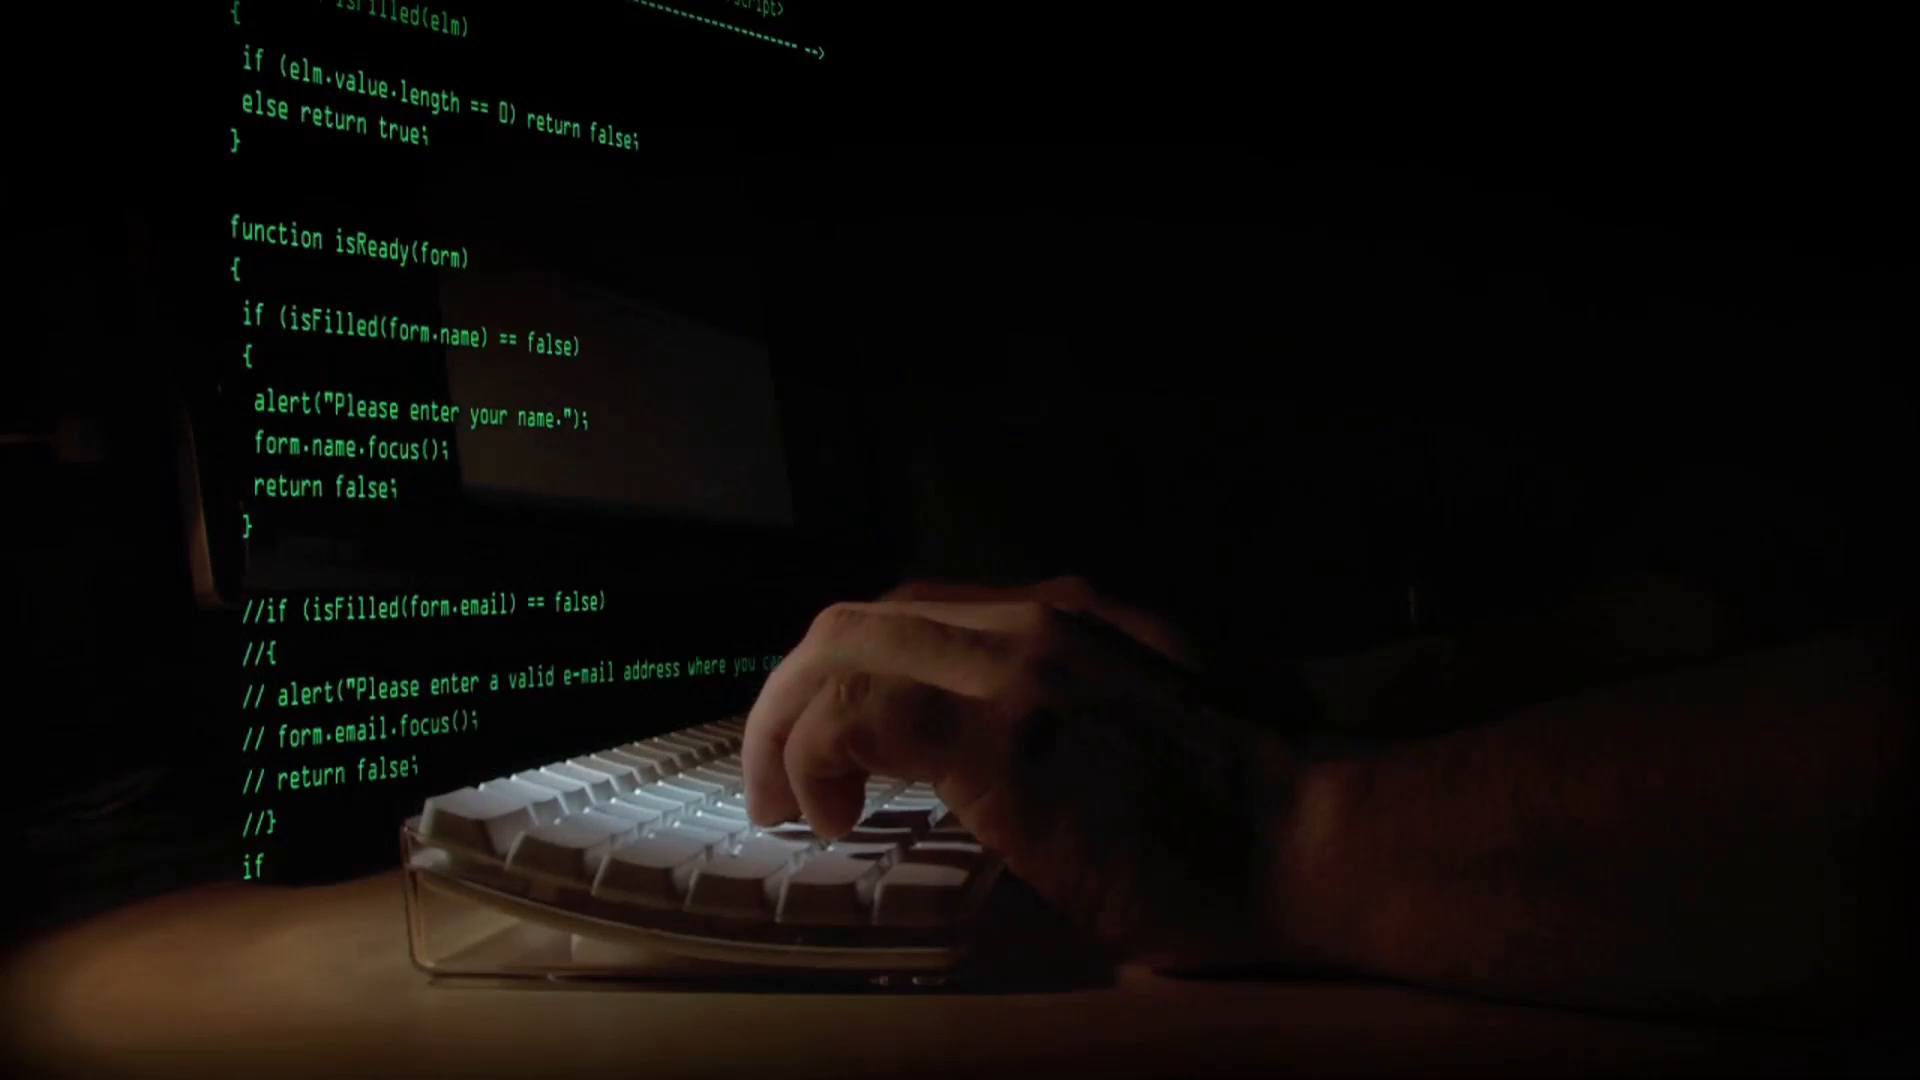 isFilled(elm)
{
if (elm.value.length == 0) return false;
else return true;
}
function isReady(form)
{
if (isFilled(form.name) == false)
{
alert("Please enter your name.");
form.name.focus();
return false;
}
//if (isFilled(form.email) == false)
//{
// alert("Please enter a valid e-mail address where you
// form.email.focus();
// return false;
//}
if
-->